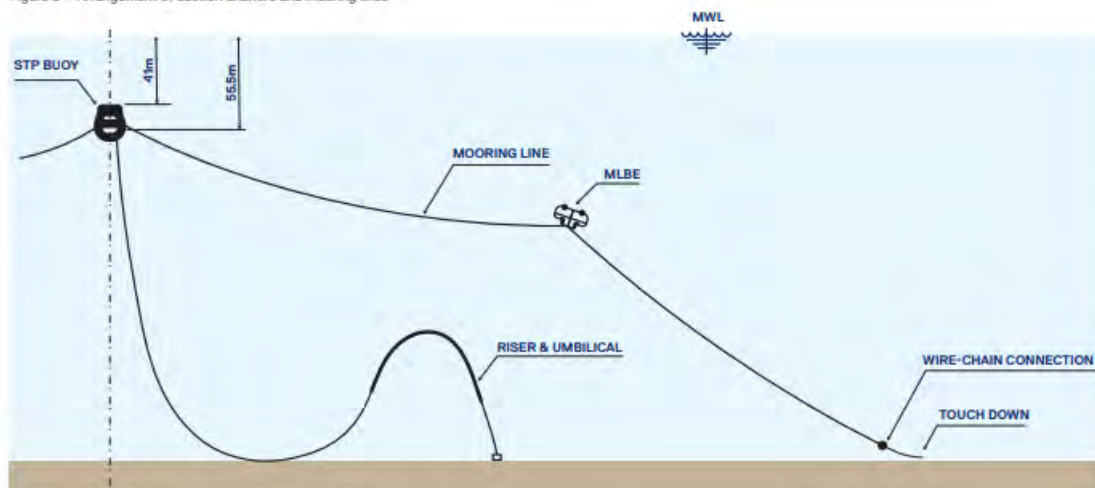 MWL
STP BUOY
41m
55.5m
MOORING LINE
MLBE
RISER & UMBILICAL
WIRE-CHAIN CONNECTION
TOUCH DOWN